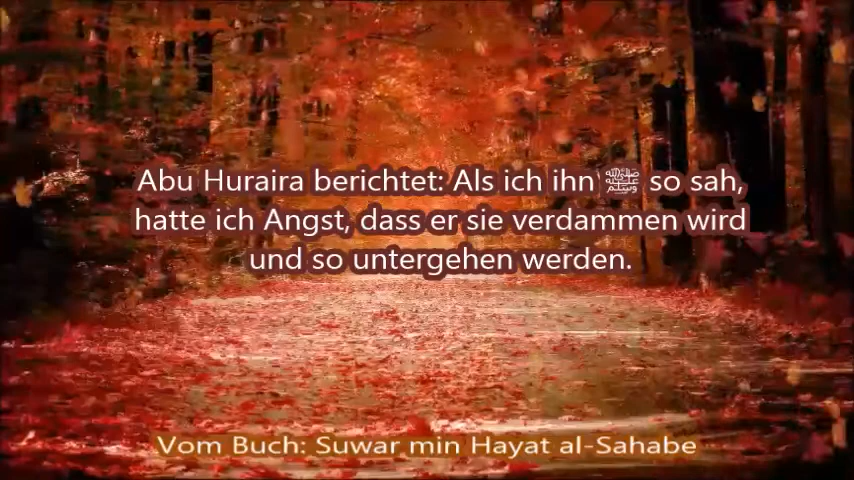 Abu Huraira berichtet: Als ich ihn ﷺ so sah,
hatte ich Angst, dass er sie verdammen wird
und so untergehen werden.
Vom Buch: Suwar min Hayat al-Sahabe